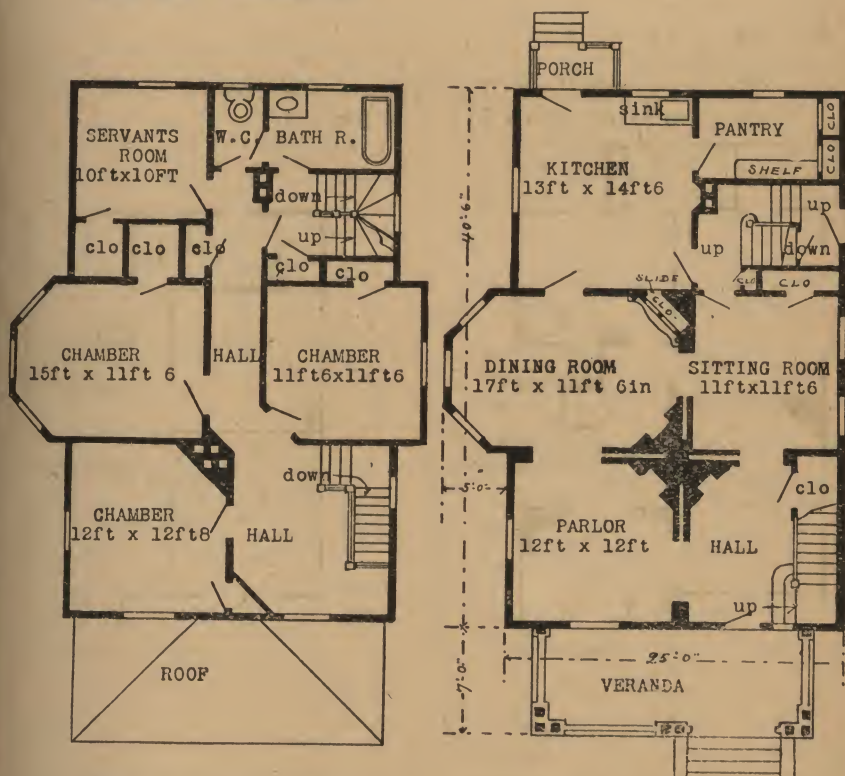 SERVANTS
ROOM
10ftx10FT
W.C.
BATH R.
down
up
clo
clo
clo
clo
clo
CHAMBER
15ft x 11ft 6
HALL
CHAMBER
11ft6x11ft6
CHAMBER
12ft x 12ft8
down
HALL
ROOF
PORCH
sink
PANTRY
CLO
CLO
SHELF
KITCHEN
13ft x 14ft6
up
up
down
SLIDE
CLO
CLO
CLO
40'6"
DINING ROOM
17ft x 11ft 6in
SITTING ROOM
11ftx11ft6
5'0"
clo
PARLOR
12ft x 12ft
HALL
up
25'-0"
7'-0"
VERANDA